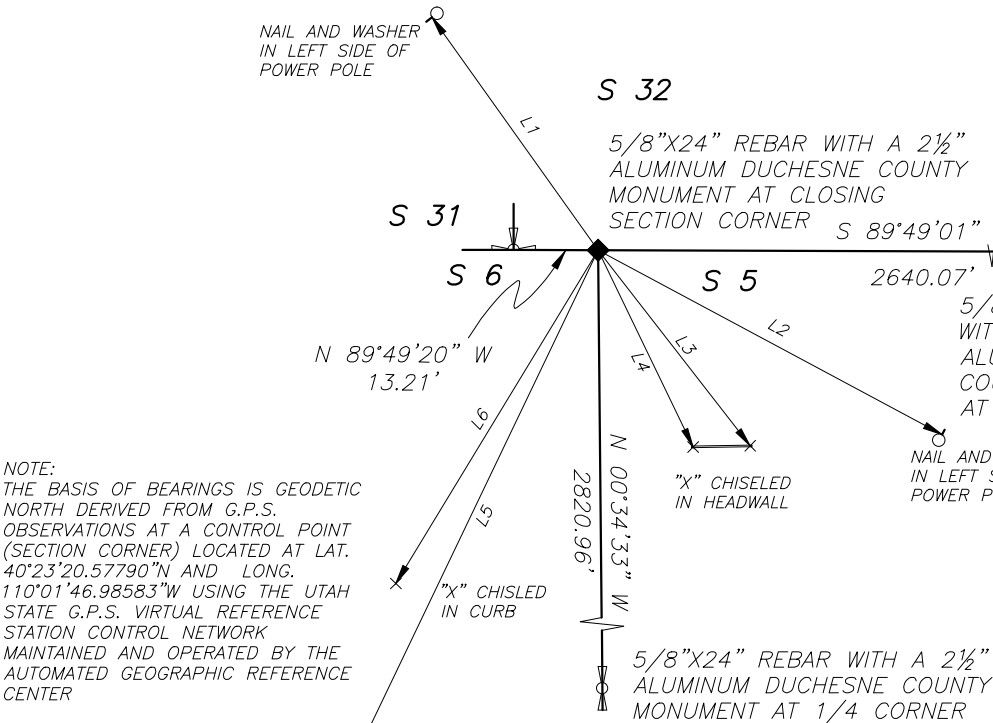 NAIL AND WASHER
IN LEFT SIDE OF
POWER POLE
L1
S 32
5/8"X24" REBAR WITH A 2½"
ALUMINUM DUCHESNE COUNTY
MONUMENT AT CLOSING
SECTION CORNER
S 31
S 89°49'01"
S 6
S 5
2640.07'
5/8
WIT
ALU
COU
AT
N 89°49'20" W
13.21'
L2
L3
L4
L6
L5
NAIL AND
IN LEFT S
POWER P
"X" CHISELED
IN HEADWALL
N 00°34'33" W
2820.96'
NOTE:
THE BASIS OF BEARINGS IS GEODETIC
NORTH DERIVED FROM G.P.S.
OBSERVATIONS AT A CONTROL POINT
(SECTION CORNER) LOCATED AT LAT.
40°23'20.57790"N AND LONG.
110°01'46.98583"W USING THE UTAH
STATE G.P.S. VIRTUAL REFERENCE
STATION CONTROL NETWORK
MAINTAINED AND OPERATED BY THE
AUTOMATED GEOGRAPHIC REFERENCE
CENTER
"X" CHISLED
IN CURB
5/8"X24" REBAR WITH A 2½"
ALUMINUM DUCHESNE COUNTY
MONUMENT AT 1/4 CORNER